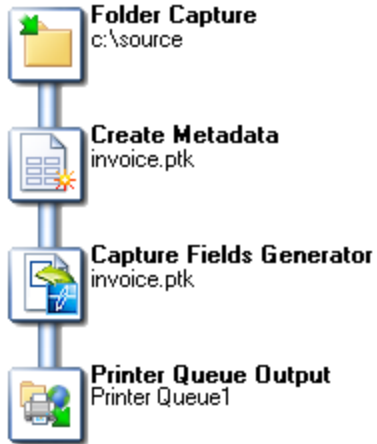 Folder Capture
c:\source
Create Metadata
invoice.ptk
Capture Fields Generator
invoice.ptk
Printer Queue Output
Printer Queue1